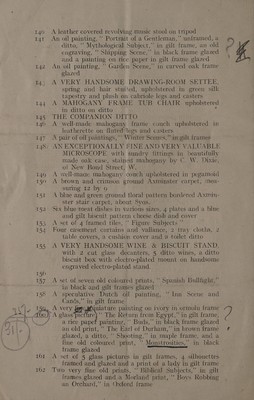 140 A leather covered revolving music stool on tripod
141 An oil painting, " Portrait of a Gentleman," unframed, a
ditto, " Mythological Subject," in gilt frame, an old
engraving, " Shipping Scene," in black frame glazed
and a painting on rice paper in gilt frame glazed
142 An oil painting, " Garden Scene," in carved oak frame
glazed
143 A VERY HANDSOME DRAWING-ROOM SETTEE,
spring and hair stuffed, upholstered in green silk
tapestry and plush on cabriole legs and casters
144 A MAHOGANY FRAME TUB CHAIR upholstered
in ditto on ditto
145 THE COMPANION DITTO
146 A well-made mahogany frame couch upholstered in
leatherette on fluted legs and casters
147 A pair of oil paintings, " Winter Scenes," in gilt frames
148 AN EXCEPTIONALLY FINE AND VERY VALUABLE
MICROSCOPE with sundry fittings in beautifully
made oak case, stained mahogany by C. W. Dixie,
of New Bond Street, W.
149 A well-made mahogany couch upholstered in pegamoid
150 A brown and crimson ground Axminster carpet, mea-
suring 12 by 9
151 A blue and green ground floral pattern bordered Axmin-
ster stair carpet, about 8yds.
152 Six blue meat dishes in various sizes, 4 plates and a blue
and gilt biscuit pattern cheese dish and cover
153 A set of 4 framed tiles, " Figure Subjects "
154 Four casement curtains and vallance, 2 tray cloths, 2
table covers, a cushion cover and a toilet ditto
155 A VERY HANDSOME WINE & BISCUIT STAND,
with 2 cut glass decanters, 5 ditto wines, a ditto
biscuit box with electro-plated mount on handsome
engraved electro-plated stand
156
157 A set of seven old coloured prints, " Spanish Bullfight,"
in black and gilt frames glazed
158 A speculative Dutch oil painting, " Inn Scene and
Cards," in gilt frame
159 A very miniature painting on ivory in screen frame
160 A glass picture, " The Return from Egypt," in gilt frame,
a rice paper painting, " Birds," in black frame glazed
an old print, " The Earl of Durham," in brown frame
glazed, a ditto, " Shooting," in maple frame, and a
fine old coloured print, in black
frame glazed
161 A set of 5 glass pictures in gilt frames, 4 silhouettes
framed and glazed and a print of a lady in gilt frame
162 Two very fine old prints, " Biblical Subjects," in gilt
frames glazed and a Morland print, " Boys Robbing
an Orchard," in Oxford frame